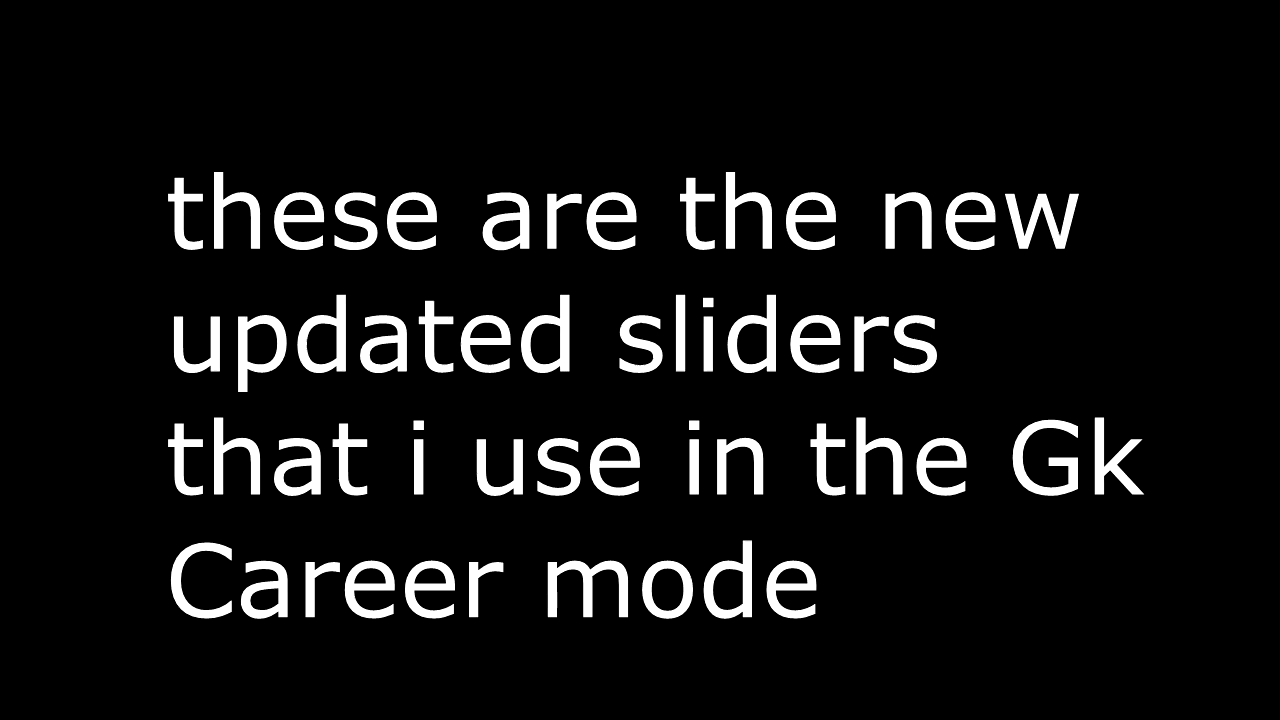 these are the new
updated sliders
that i use in the Gk
Career mode